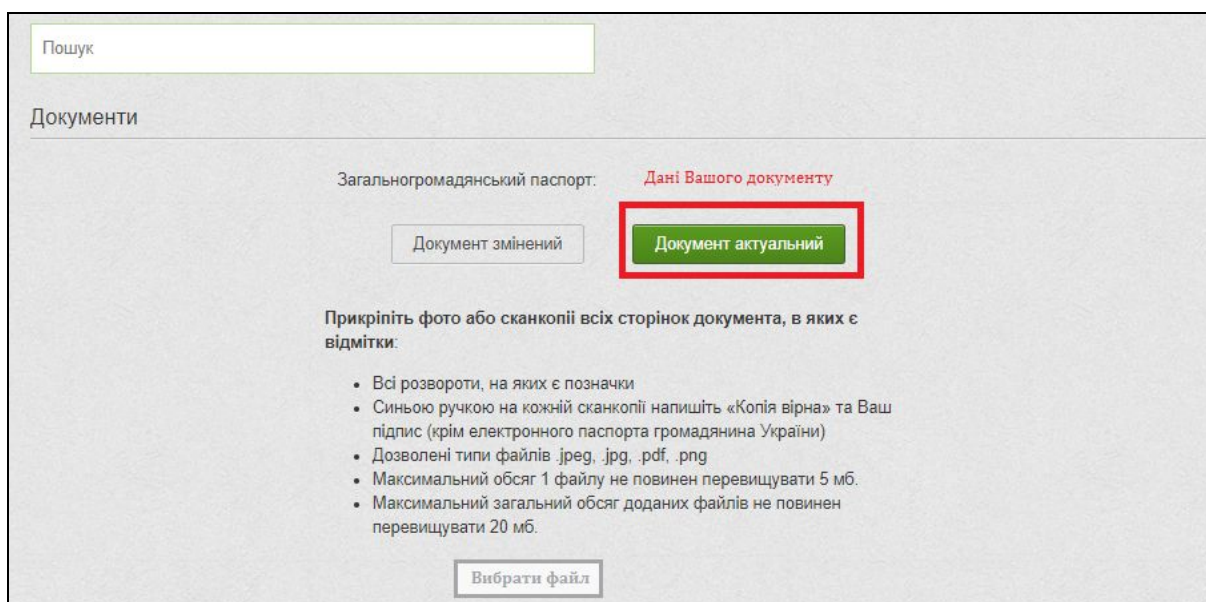 Пошук
Документи
Загальногромадянський паспорт: Дані Вашого документу
Документ змінений Документ актуальний
Прикріпіть фото або сканкопії всіх сторінок документа, в яких є
відмітки:
• Всі розвороти, на яких є позначки
• Синьою ручкою на кожній сканкопії напишіть «Копія вірна» та Ваш
підпис (крім електронного паспорта громадянина України)
• Дозволені типи файлів .jpeg, .jpg, .pdf, .png
• Максимальний обсяг 1 файлу не повинен перевищувати 5 мб.
• Максимальний загальний обсяг доданих файлів не повинен
перевищувати 20 мб.
Вибрати файл